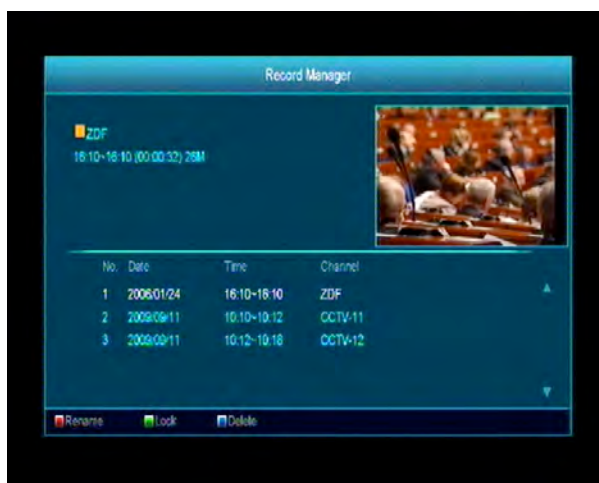 Record Manager
ZDF
16:10~16:10 (00:00:32) 26M
No. Date Time Channel
1 2006/01/24 16:10~16:10 ZDF
2 2009/09/11 10:10~10:12 CCTV-11
3 2009/09/11 10:12~10:18 CCTV-12
Rename Lock Delete